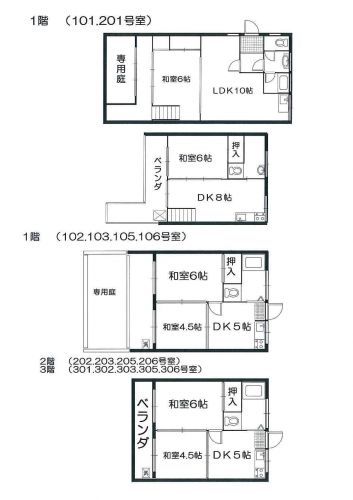 1階 (101,201号室)
専用庭
和室6帖
LDK10帖
ベランダ
和室6帖
押入
DK8帖
1階 (102,103,105,106号室)
専用庭
和室6帖
押入
和室4.5帖
DK5帖
2階 (202.203.205,206号室)
3階 (301.302.303.305.306号室)
ベランダ
和室6帖
押入
和室4.5帖
DK5帖